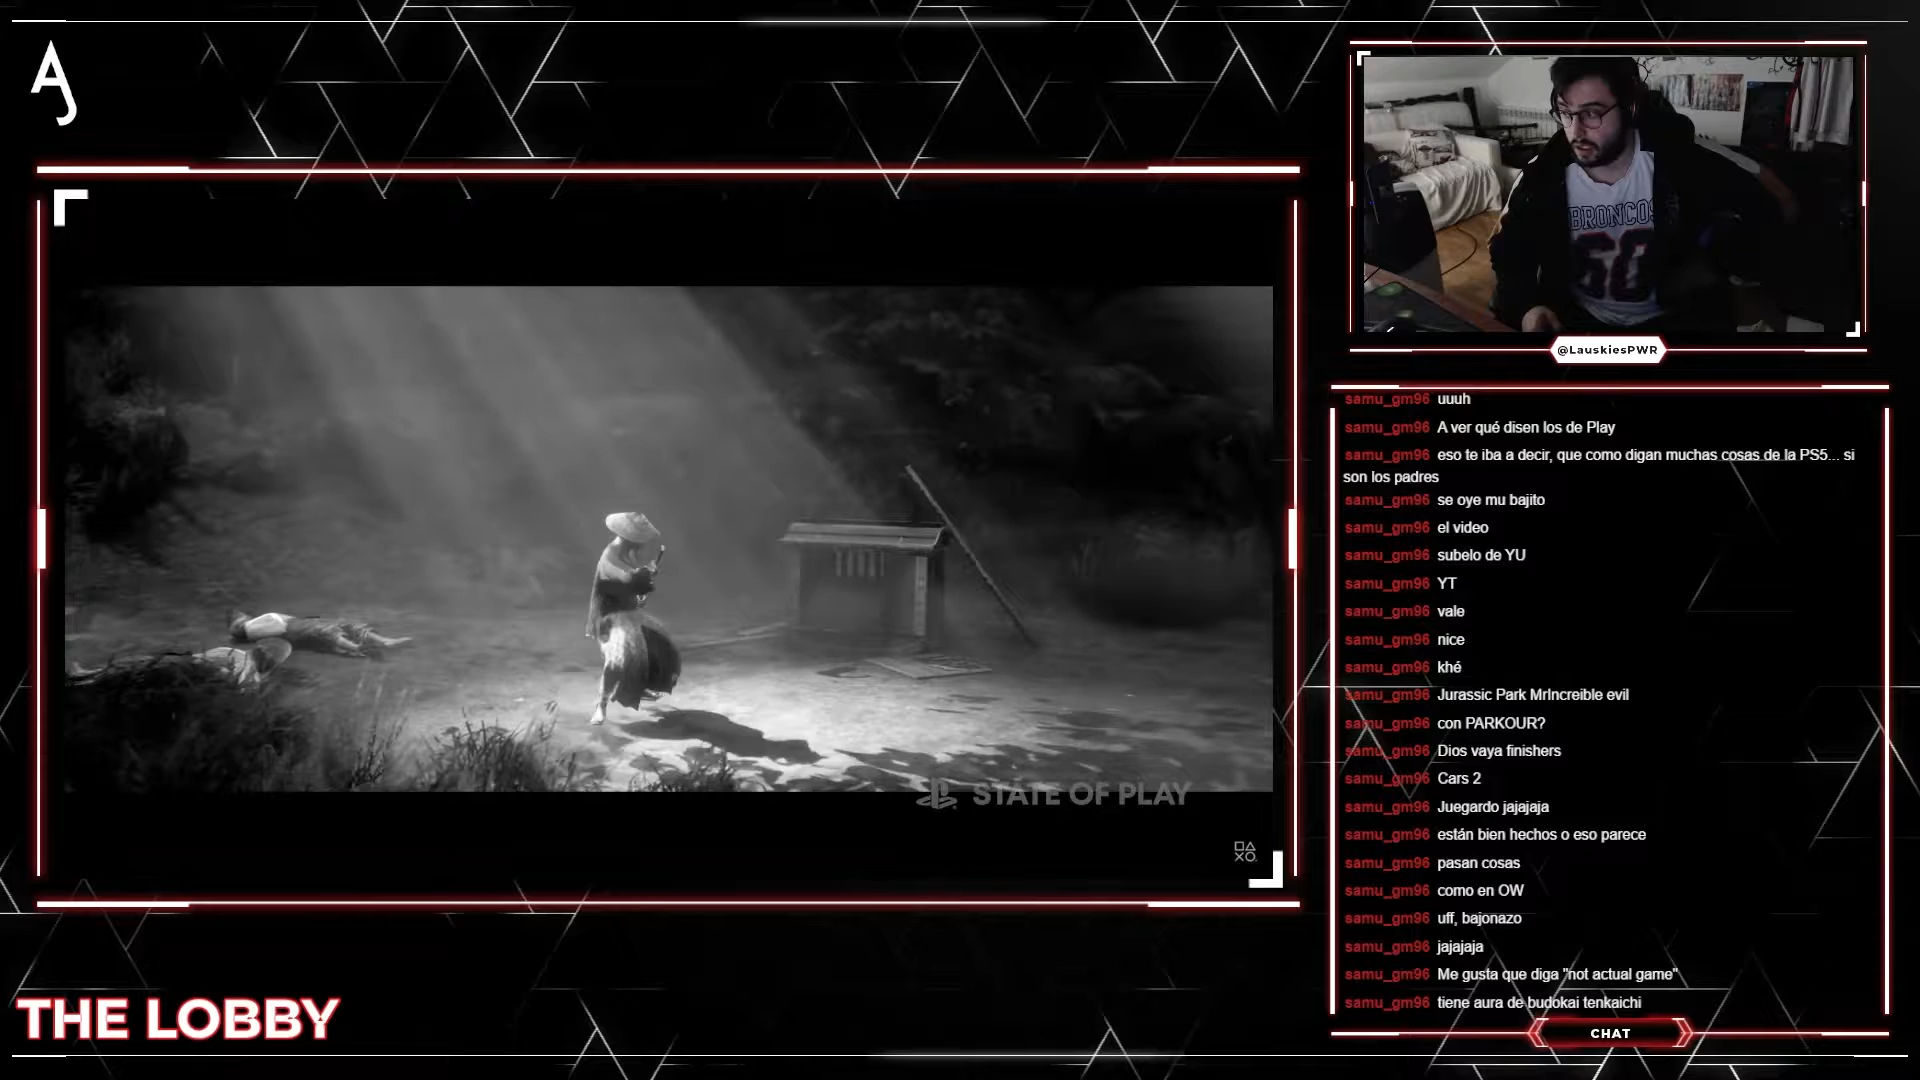 AJ
BRONCOS
60
@LauskiesPWR
samu_gm96 uuuh
samu_gm96 A ver qué disen los de Play
samu_gm96 eso te iba a decir, que como digan muchas cosas de la PS5... si
son los padres
samu_gm96 se oye mu bajito
samu_gm96 el video
samu_gm96 subelo de YU
samu_gm96 YT
samu_gm96 vale
samu_gm96 nice
samu_gm96 khé
samu_gm96 Jurassic Park MrIncreible evil
samu_gm96 con PARKOUR?
samu_gm96 Dios vaya finishers
samu_gm96 Cars 2
samu_gm96 Juegardo jajajaja
samu_gm96 están bien hechos o eso parece
samu_gm96 pasan cosas
samu_gm96 como en OW
samu_gm96 uff, bajonazo
samu_gm96 jajajaja
samu_gm96 Me gusta que diga "not actual game"
samu_gm96 tiene aura de budokai tenkaichi
CHAT
STATE OF PLAY
THE LOBBY